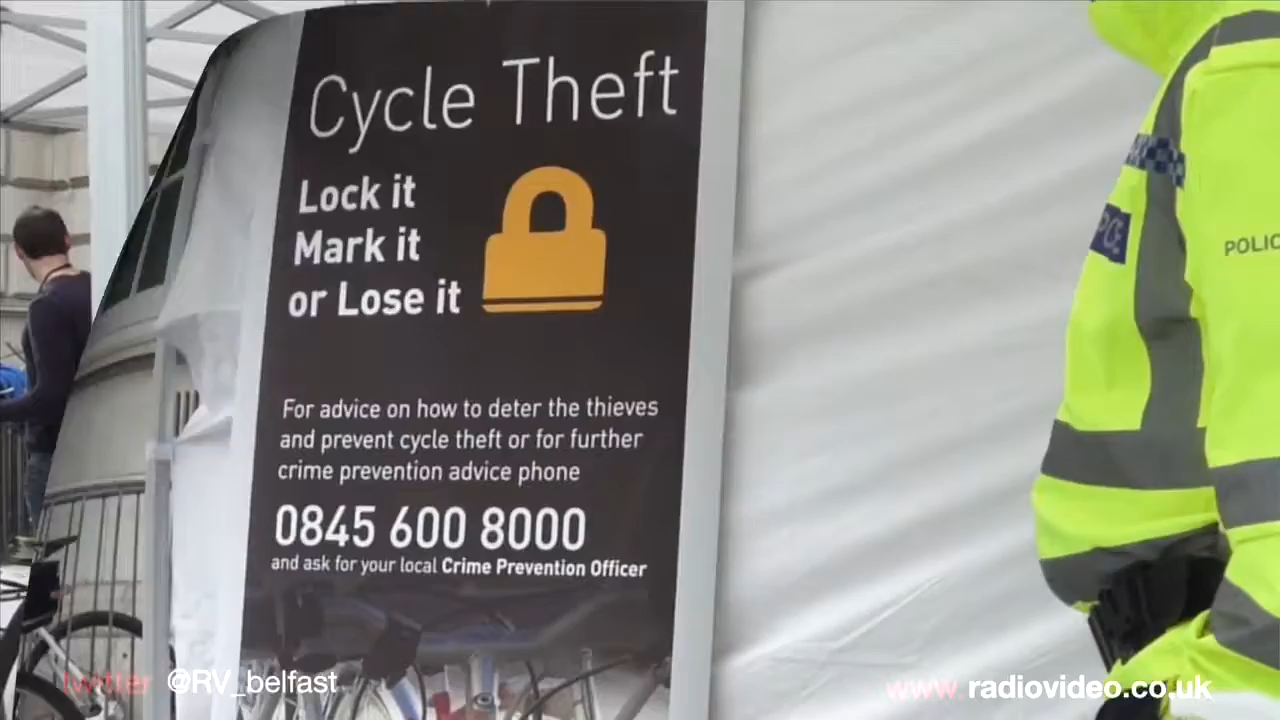 Cycle Theft
Lock it
Mark it
or Lose it
For advice on how to deter the thieves
and prevent cycle theft or for further
crime prevention advice phone
0845 600 8000
and ask for your local Crime Prevention Officer
POLIC
twitter @RV_belfast
www.radiovideo.co.uk